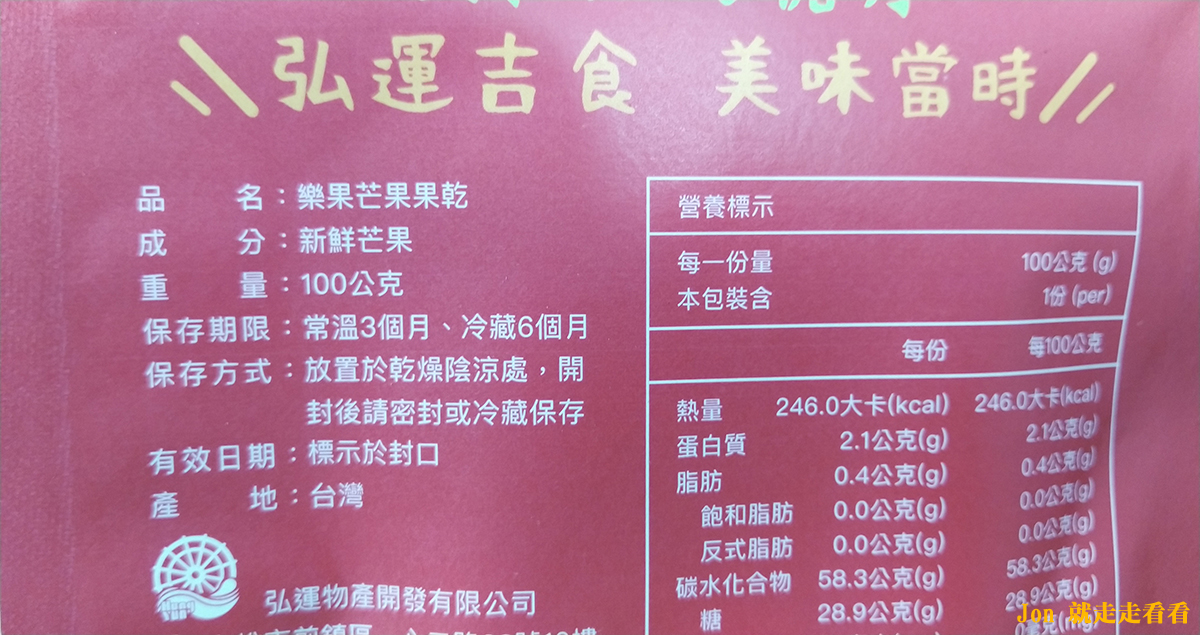 弘運吉食 美味當時
品名：樂果芒果果乾
成分：新鮮芒果
重量：100公克
保存期限：常溫3個月、冷藏6個月
保存方式：放置於乾燥陰涼處，開
封後請密封或冷藏保存
有效日期：標示於封口
產地：台灣
弘運物產開發有限公司
營養標示
每一份量 100公克 (g)
本包裝含 1份 (per)
每份 每100公克
熱量 246.0大卡(kcal) 246.0大卡(kcal)
蛋白質 2.1公克(g) 2.1公克(g)
脂肪 0.4公克(g) 0.4公克(g)
飽和脂肪 0.0公克(g) 0.0公克(g)
反式脂肪 0.0公克(g) 0.0公克(g)
碳水化合物 58.3公克(g) 58.3公克(g)
糖 28.9公克(g) 28.9公克(g)
Jon 就走走看看